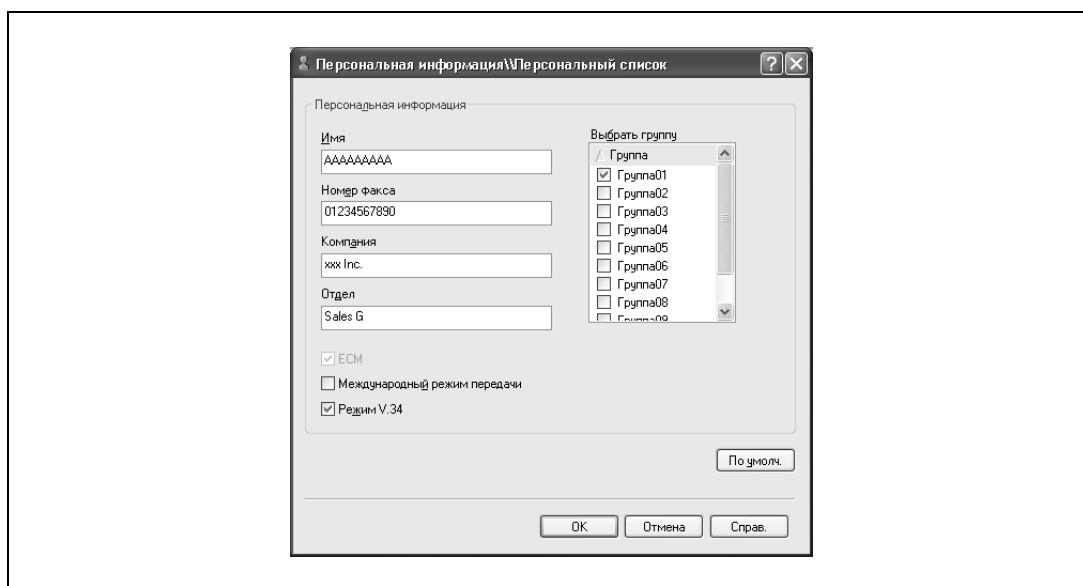 Персональная информация\\Персональный список
Персональная информация
Имя
AAAAAAAAA
Номер факса
01234567890
Компания
xxx Inc.
Отдел
Sales G
ECM
Международный режим передачи
Режим V.34
Выбрать группу
/ Группа
Группа01
Группа02
Группа03
Группа04
Группа05
Группа06
Группа07
Группа08
Группа09
По умолч.
OK
Отмена
Справ.